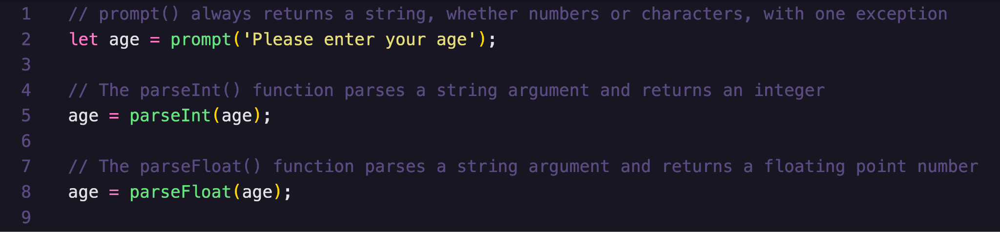 1 // prompt() always returns a string, whether numbers or characters, with one exception
2 let age = prompt('Please enter your age');
3
4 // The parseInt() function parses a string argument and returns an integer
5 age = parseInt(age);
6
7 // The parseFloat() function parses a string argument and returns a floating point number
8 age = parseFloat(age);
9